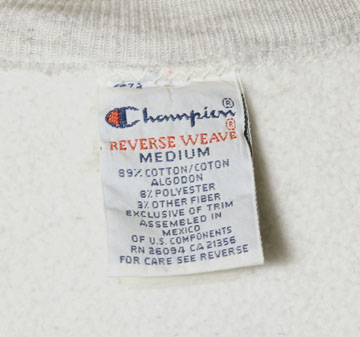 Champion®
REVERSE WEAVE®
MEDIUM
89% COTTON/COTON
ALGODON
8% POLYESTER
3% OTHER FIBER
EXCLUSIVE OF TRIM
ASSEMBLED IN
MEXICO
OF U.S. COMPONENTS
RN 26094 CA 21356
FOR CARE SEE REVERSE